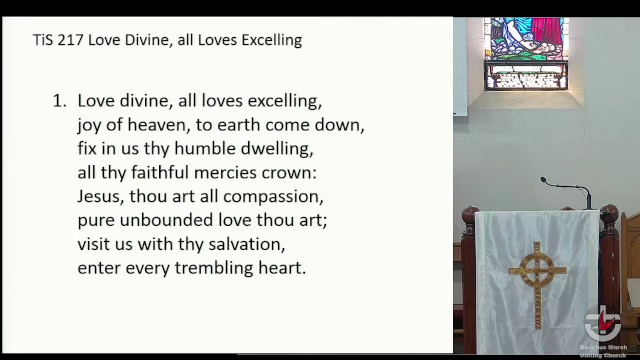 TiS 217 Love Divine, all Loves Excelling
1. Love divine, all loves excelling,
joy of heaven, to earth come down,
fix in us thy humble dwelling,
all thy faithful mercies crown:
Jesus, thou art all compassion,
pure unbounded love thou art;
visit us with thy salvation,
enter every trembling heart.
Bacchus Marsh
Uniting Church